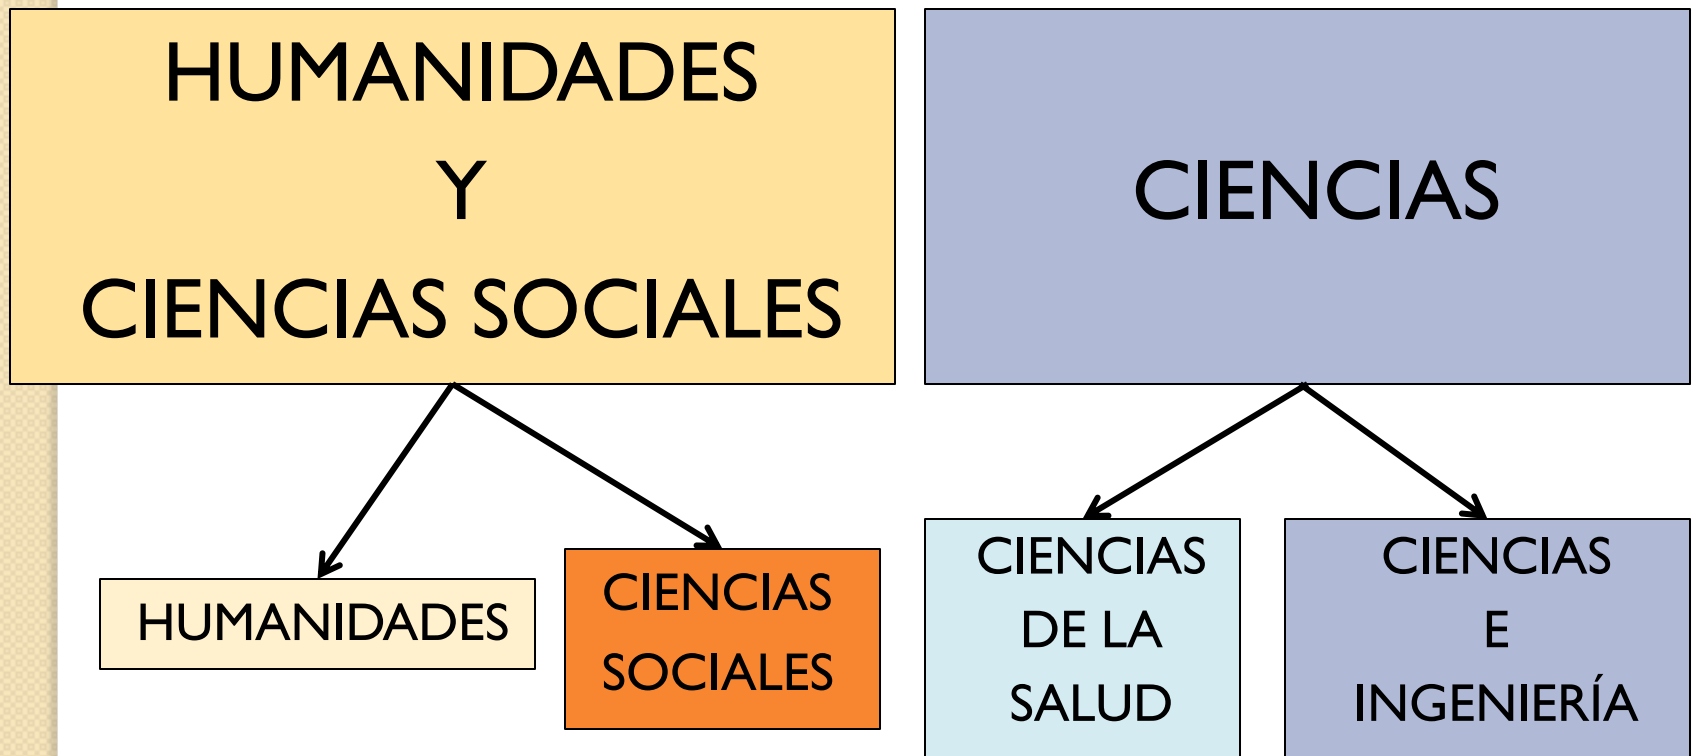 HUMANIDADES
Y
CIENCIAS SOCIALES
CIENCIAS
HUMANIDADES
CIENCIAS
SOCIALES
CIENCIAS
DE LA
SALUD
CIENCIAS
E
INGENIERÍA